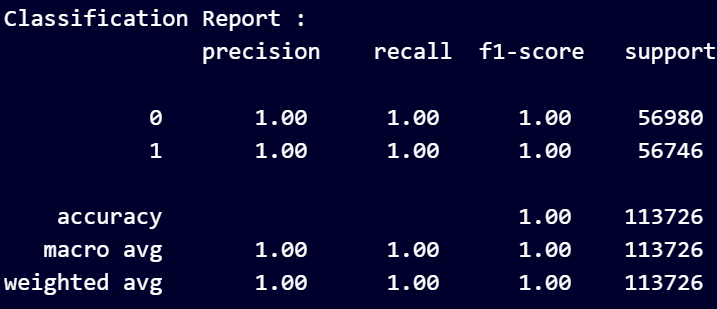 Classification Report :
precision recall f1-score support
0 1.00 1.00 1.00 56980
1 1.00 1.00 1.00 56746
accuracy 1.00 113726
macro avg 1.00 1.00 1.00 113726
weighted avg 1.00 1.00 1.00 113726